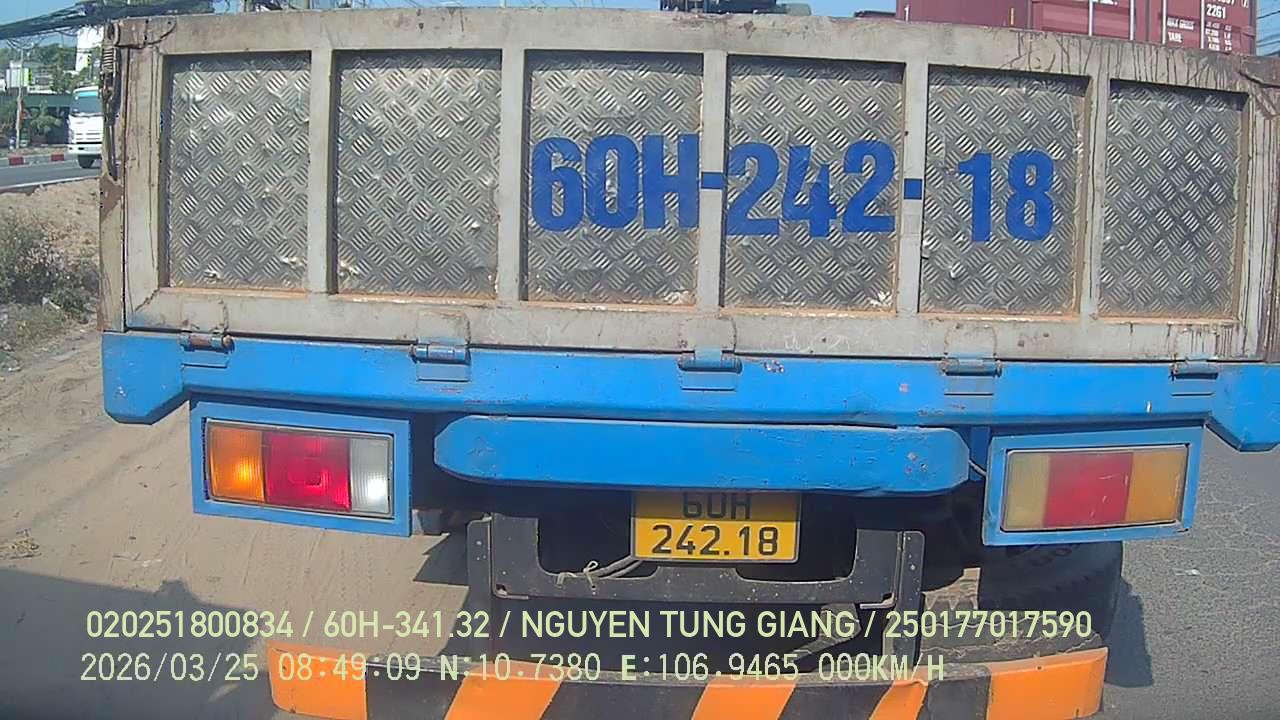 22G1
60H-242-18
60H
242.18
020251800834 / 60H-341.32 / NGUYEN TUNG GIANG / 250177017590
2026/03/25 08:49:09 N:10.7380 E:106.9465 000KM/H